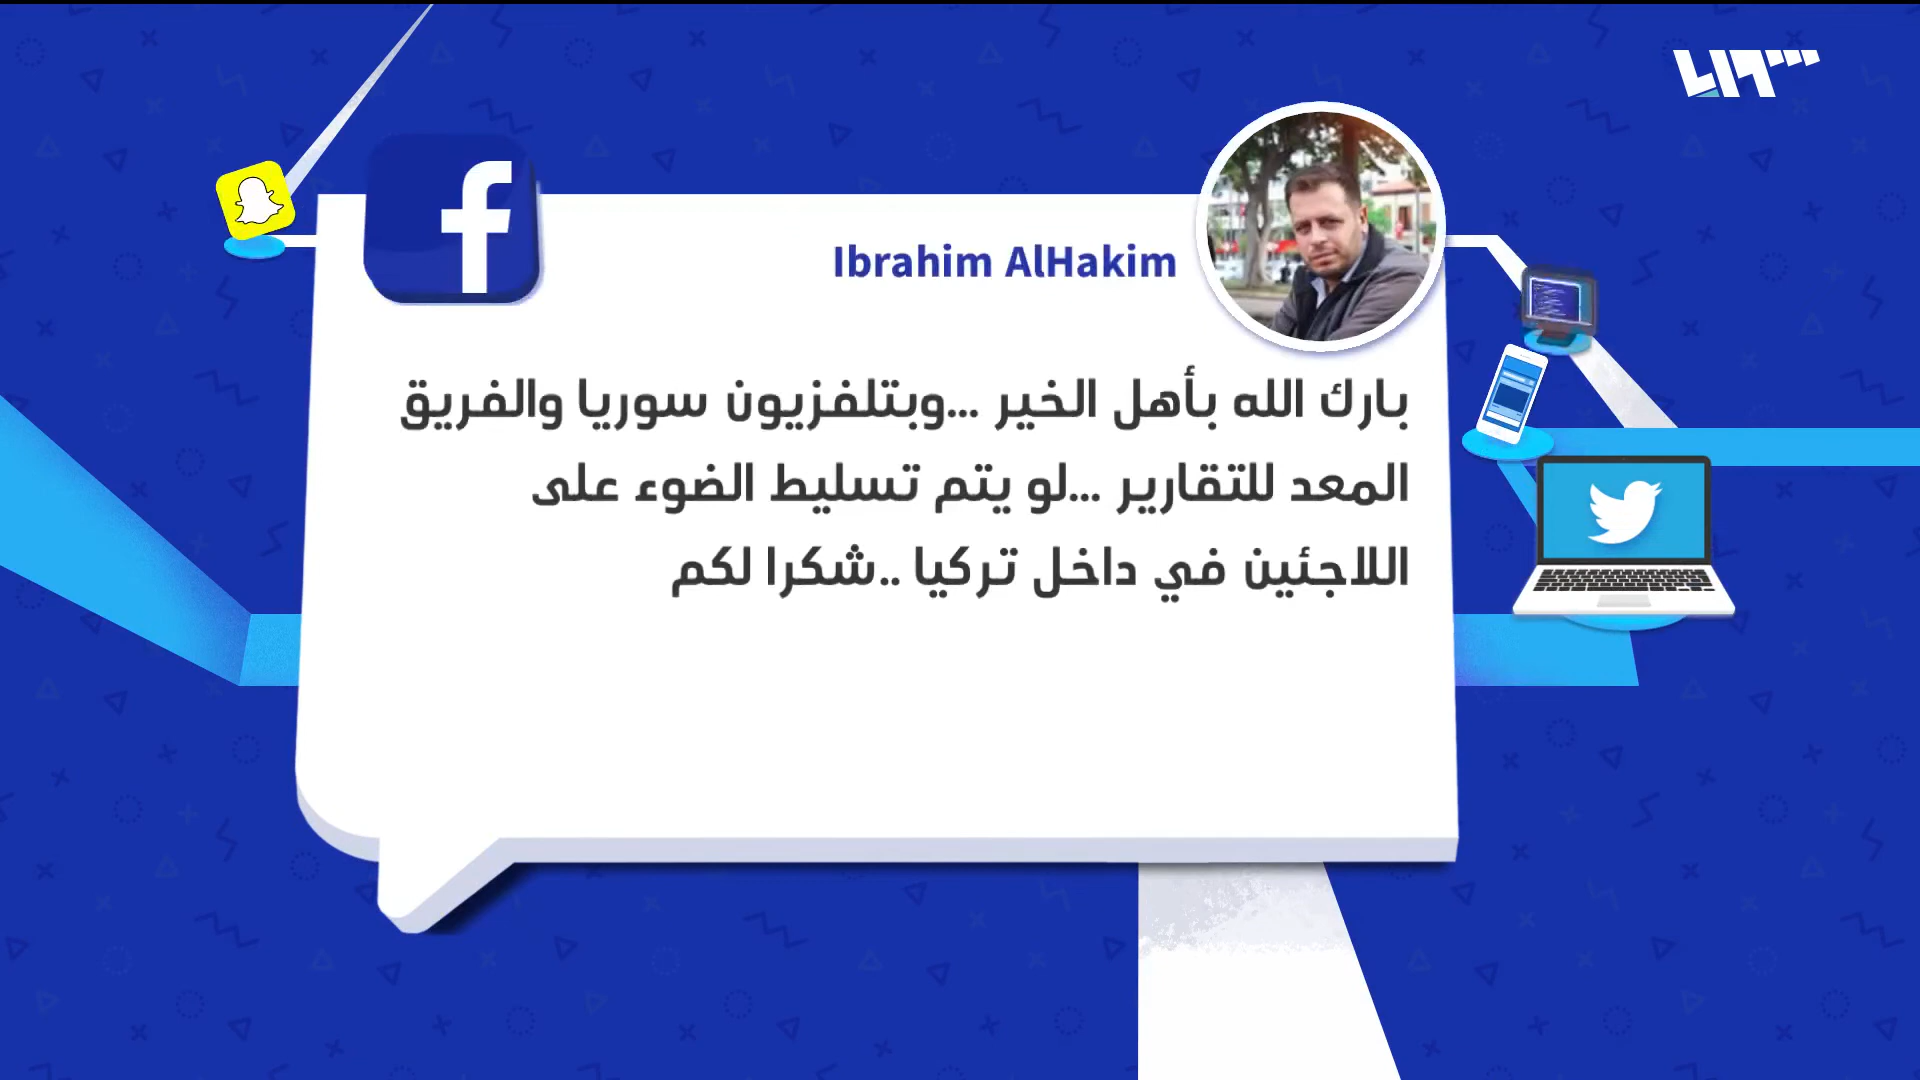 Ibrahim AlHakim
بارك الله بأهل الخير ...وبتلفزيون سوريا والفريق
المعد للتقارير ...لو يتم تسليط الضوء على
اللاجئين في داخل تركيا ..شكرا لكم